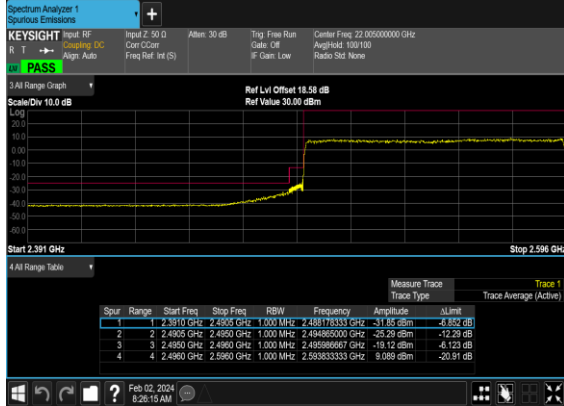 Spectrum Analyzer 1
Spurious Emissions
KEYSIGHT Input: RF Input Z: 50 Ω Atten: 30 dB Trig: Free Run Center Freq: 22.005000000 GHz
R T Coupling: DC Corr CCorr Gate: Off Avg|Hold: 100/100
Align: Auto Freq Ref: Int (S) IF Gain: Low Radio Std: None
PASS
3 All Range Graph
Ref Lvl Offset 18.58 dB
Scale/Div 10.0 dB Ref Value 30.00 dBm
Log
20.0
10.0
0.00
-10.0
-20.0
-30.0
-40.0
-50.0
-60.0
Start 2.391 GHz Stop 2.596 GHz
4 All Range Table
Measure Trace Trace 1
Trace Type Trace Average (Active)
Spur Range Start Freq Stop Freq RBW Frequency Amplitude ΔLimit
1 1 2.3910 GHz 2.4905 GHz 1.000 MHz 2.488178333 GHz -31.85 dBm -6.852 dB
2 2 2.4905 GHz 2.4950 GHz 1.000 MHz 2.494865000 GHz -25.29 dBm -12.29 dB
3 3 2.4950 GHz 2.4960 GHz 1.000 MHz 2.495986667 GHz -19.12 dBm -6.123 dB
4 4 2.4960 GHz 2.5960 GHz 1.000 MHz 2.593833333 GHz 9.089 dBm -20.91 dB
Feb 02, 2024
8:26:15 AM